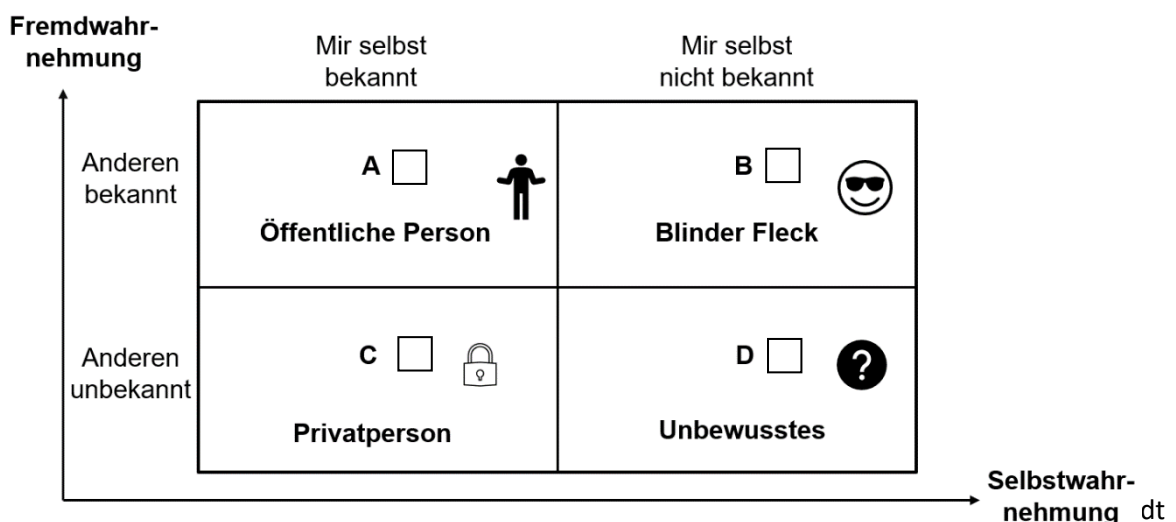 Fremdwahr-
nehmung
Mir selbst
bekannt
Mir selbst
nicht bekannt
Anderen
bekannt
A
Öffentliche Person
B
Blinder Fleck
Anderen
unbekannt
C
Privatperson
D
?
Unbewusstes
Selbstwahr-
nehmung dt